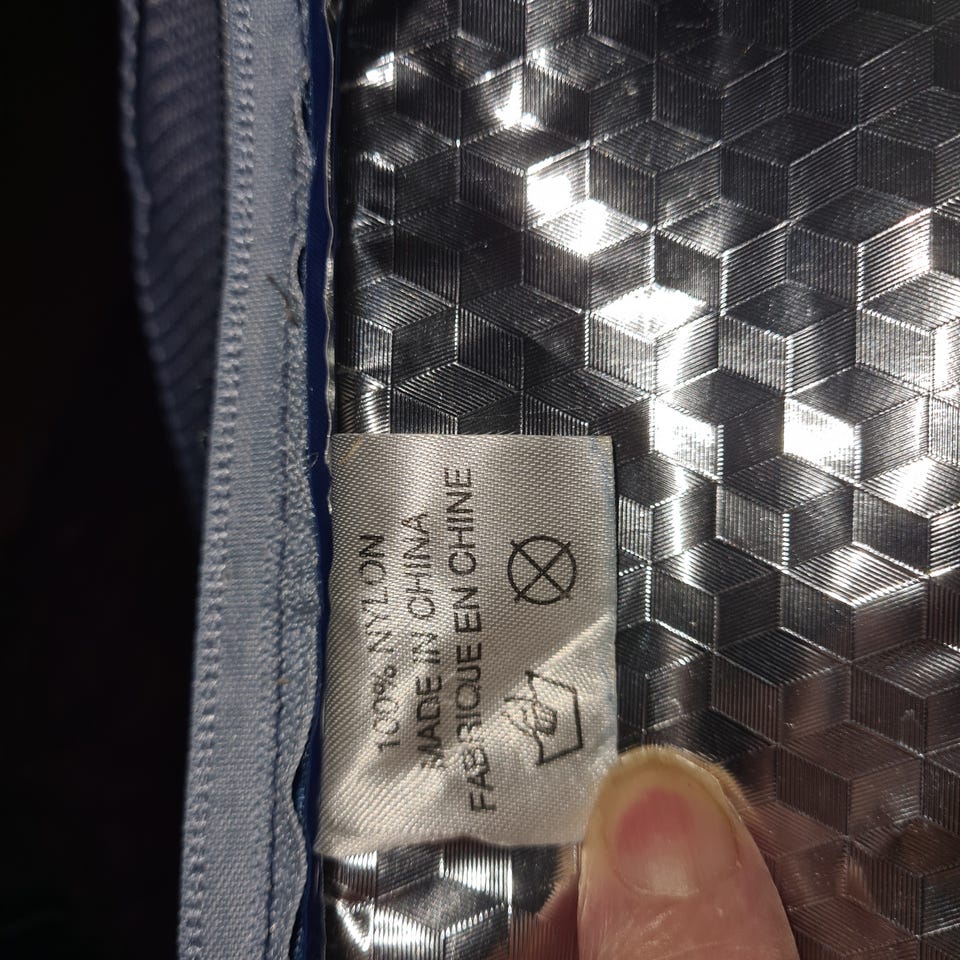 100% NYLON
MADE IN CHINA
FABRIQUE EN CHINE